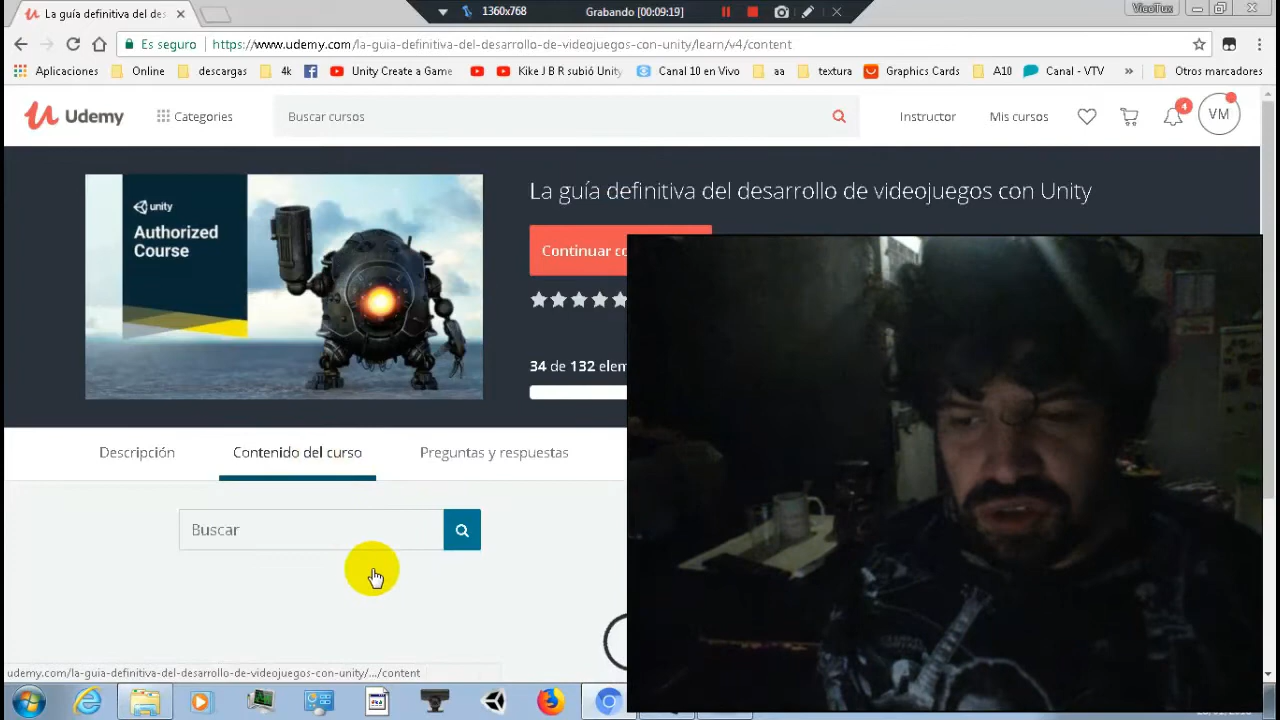 La guía definitiva del des
1360x768
Grabando [00:09:19]
VicoTux
Es seguro
https://www.udemy.com/la-guia-definitiva-del-desarrollo-de-videojuegos-con-unity/learn/v4/content
Aplicaciones
Online
descargas
4k
Unity Create a Game
Kike J B R subió Unity
Canal 10 en Vivo
aa
textura
Graphics Cards
A10
Canal - VTV
»
Otros marcadores
Udemy
Categories
Buscar cursos
Instructor
Mis cursos
4
VM
unity
Authorized
Course
La guía definitiva del desarrollo de videojuegos con Unity
Continuar co
34 de 132 elem
Descripción
Contenido del curso
Preguntas y respuestas
Buscar
udemy.com/la-guia-definitiva-del-desarrollo-de-videojuegos-con-unity/.../content